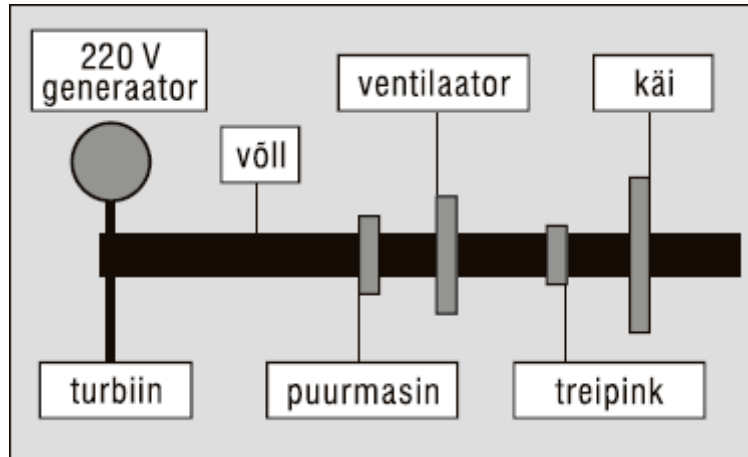 220 V
generaator
ventilaator
käi
võll
turbiin
puurmasin
treipink